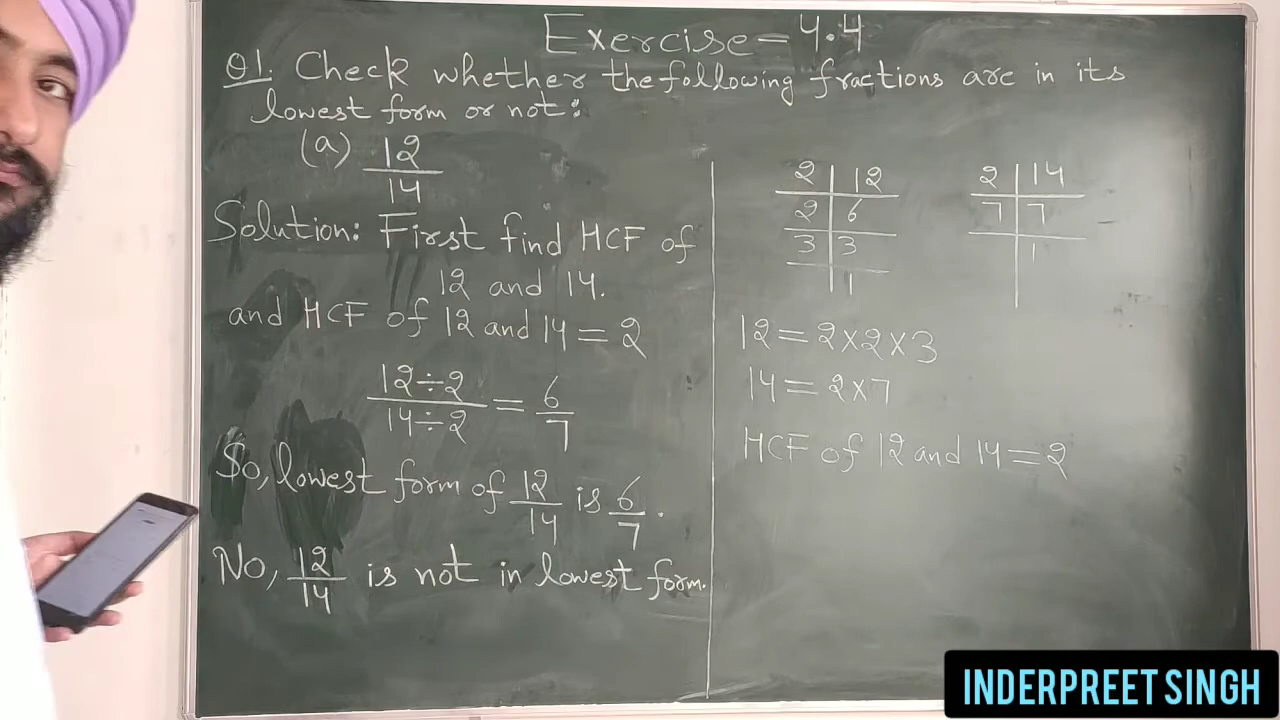 Exercise-4.4
Q1. Check whether the following fractions are in its
lowest form or not:
(a) 12/14
Solution: First find HCF of
12 and 14.
and HCF of 12 and 14 = 2
12÷2/14÷2 = 6/7
So, lowest form of 12/14 is 6/7.
No, 12/14 is not in lowest form.
2 | 12
2 | 6
3 | 3
1
2 | 14
7 | 7
1
12 = 2×2×3
14 = 2×7
HCF of 12 and 14 = 2
INDERPREET SINGH